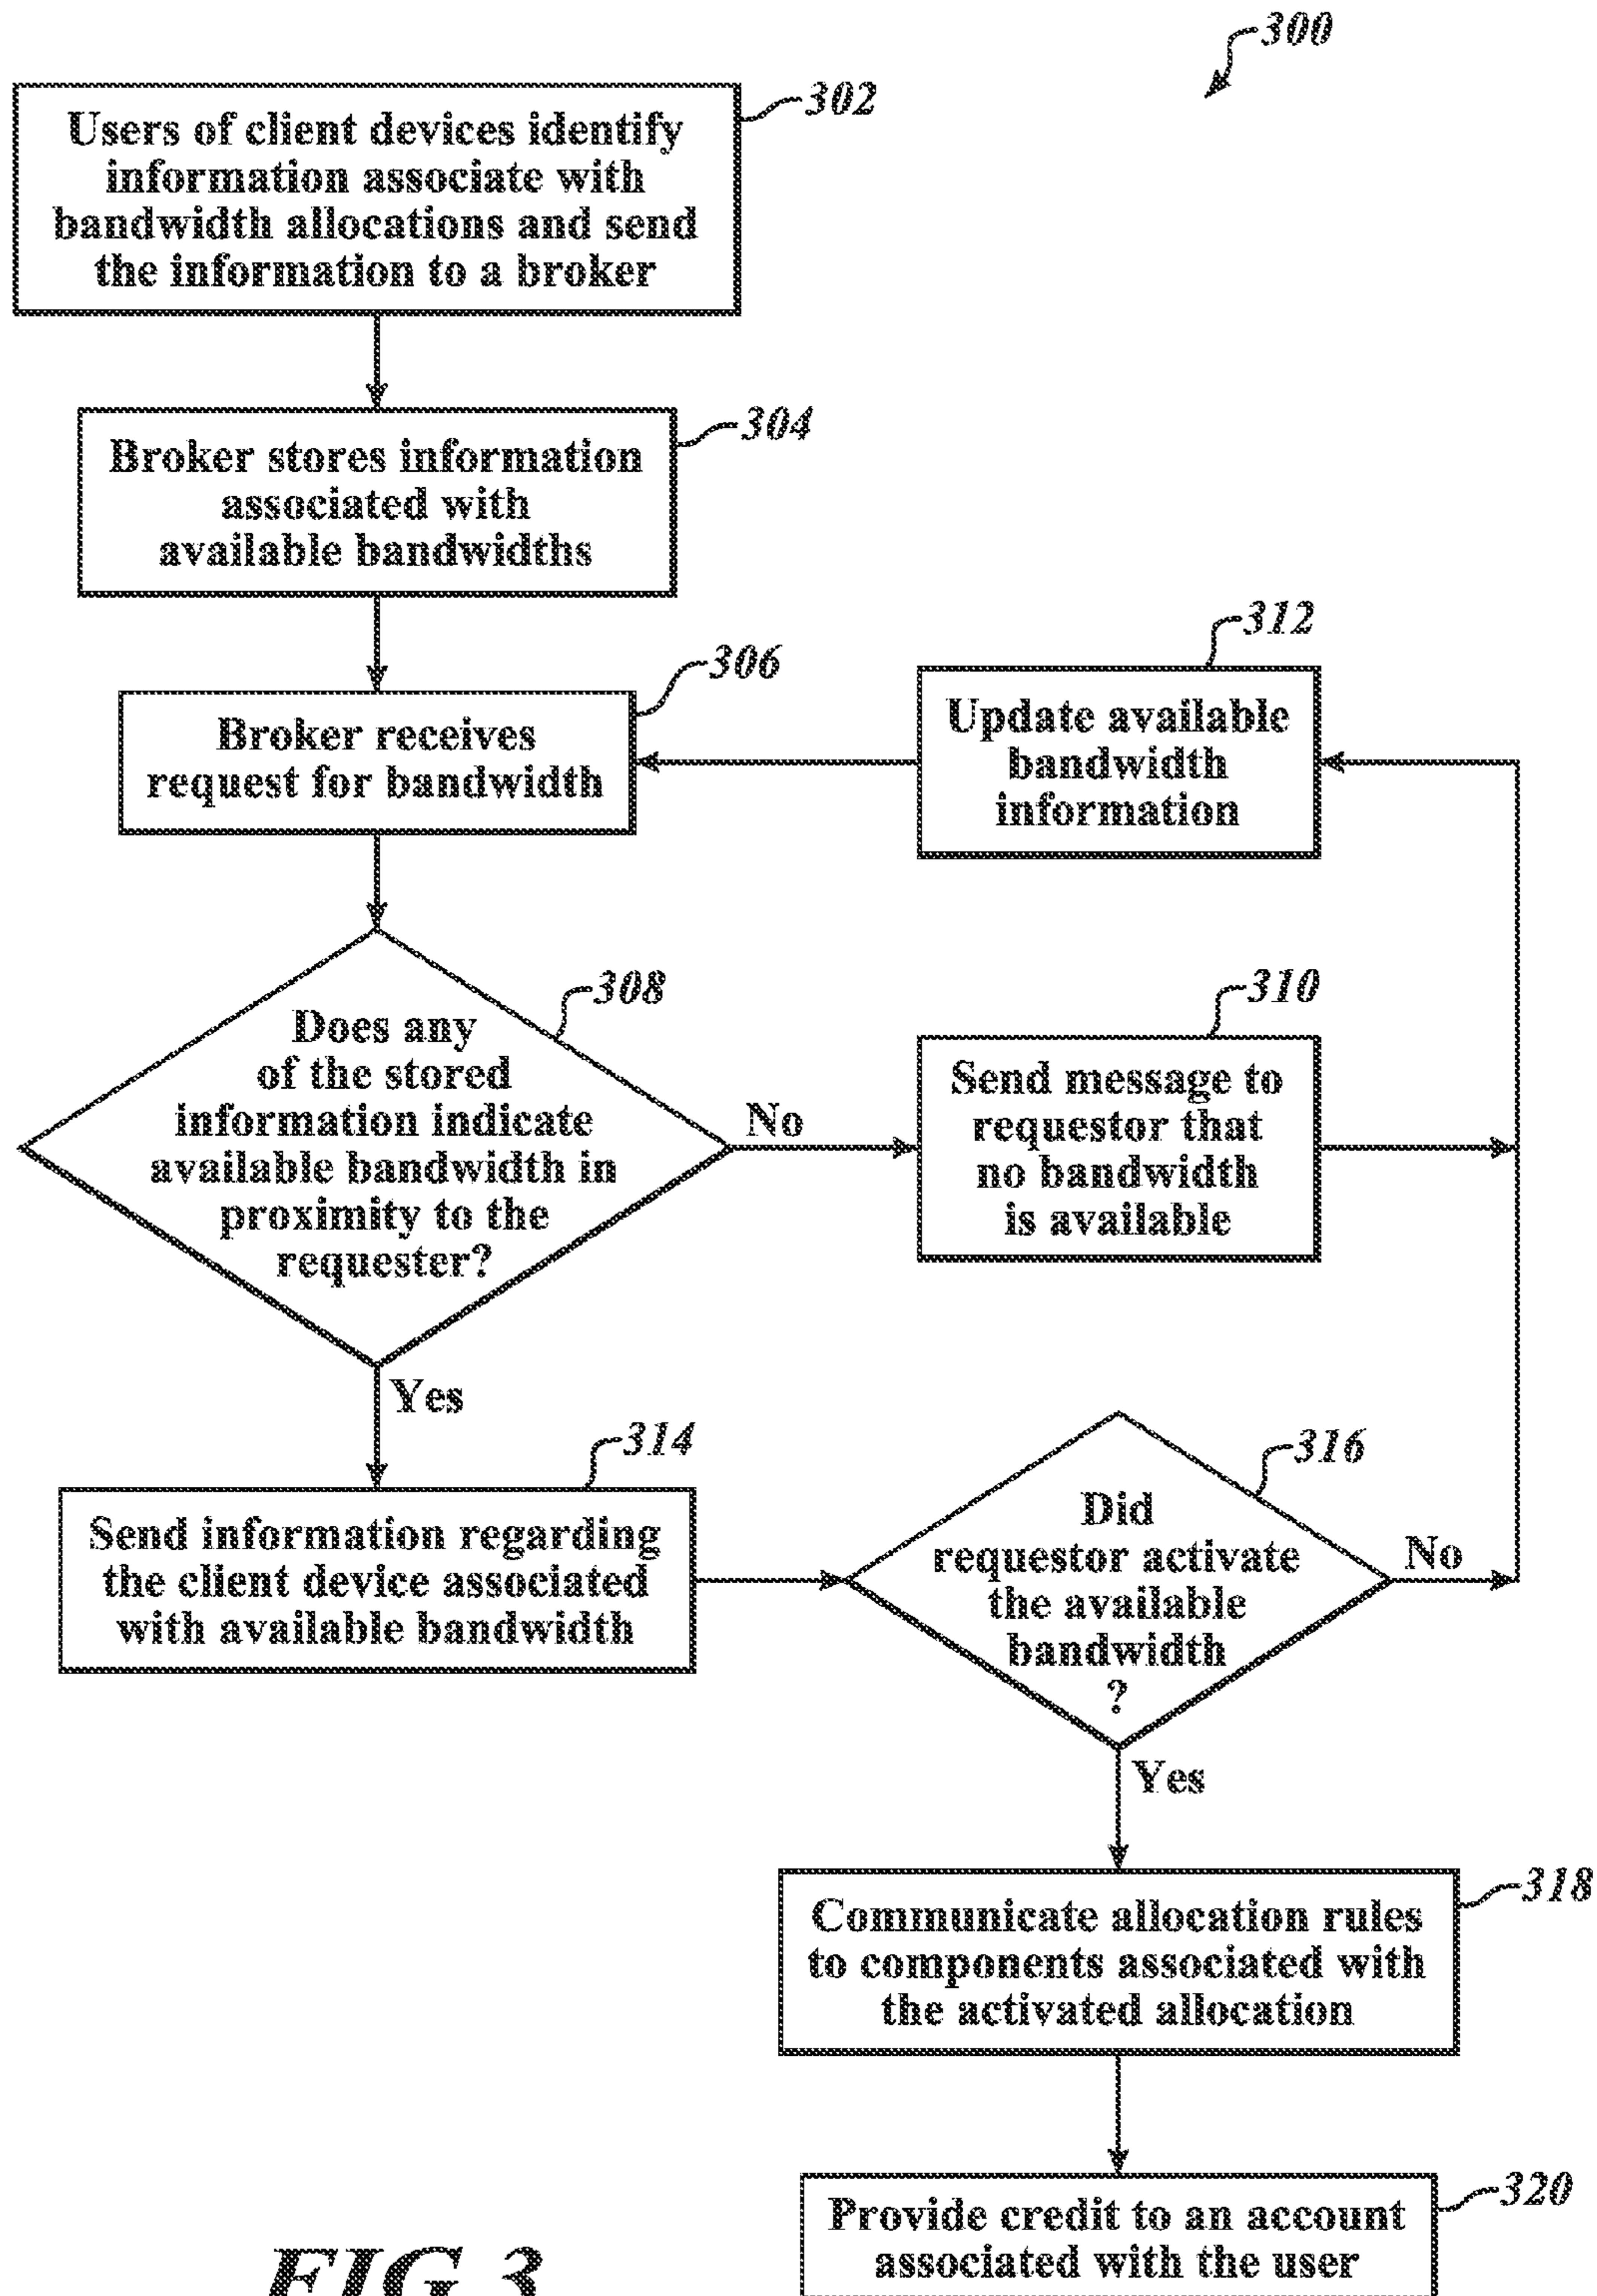 300
302
Users of client devices identify
information associate with
bandwidth allocations and send
the information to a broker
304
Broker stores information
associated with
available bandwidths
306
Broker receives
request for bandwidth
312
Update available
bandwidth
information
308
Does any
of the stored
information indicate
available bandwidth in
proximity to the
requester?
No
310
Send message to
requestor that
no bandwidth
is available
Yes
314
Send information regarding
the client device associated
with available bandwidth
316
Did
requestor activate
the available
bandwidth
?
No
Yes
318
Communicate allocation rules
to components associated with
the activated allocation
320
Provide credit to an account
associated with the user
FIG 3